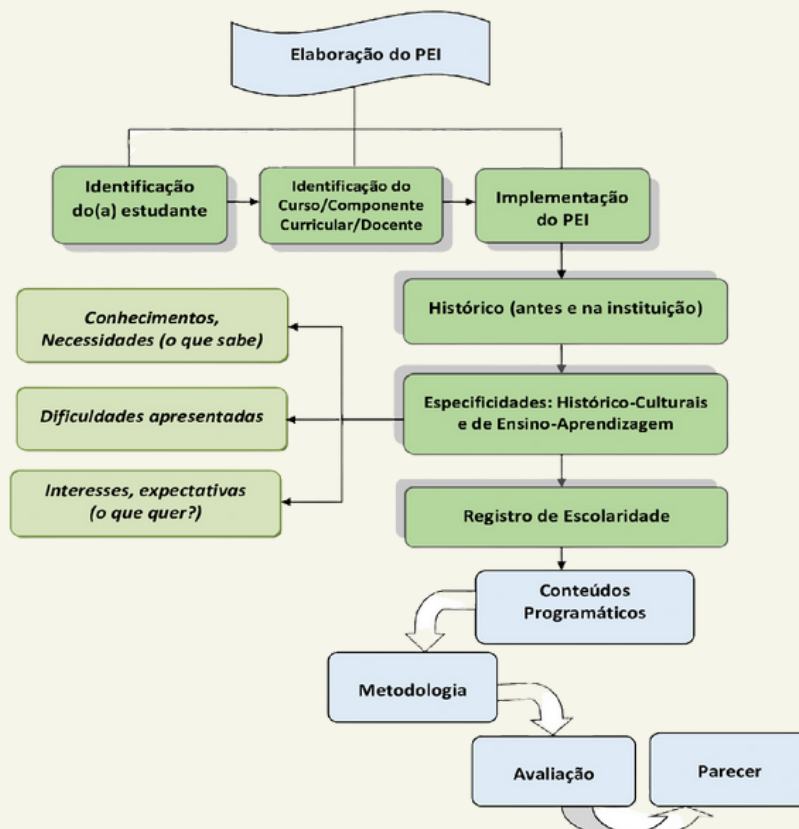 Elaboração do PEI
Identificação
do(a) estudante
Identificação do
Curso/Componente
Curricular/Docente
Implementação
do PEI
Histórico (antes e na instituição)
Conhecimentos,
Necessidades (o que sabe)
Especificidades: Histórico-Culturais
e de Ensino-Aprendizagem
Dificuldades apresentadas
Interesses, expectativas
(o que quer?)
Registro de Escolaridade
Conteúdos
Programáticos
Metodologia
Avaliação
Parecer